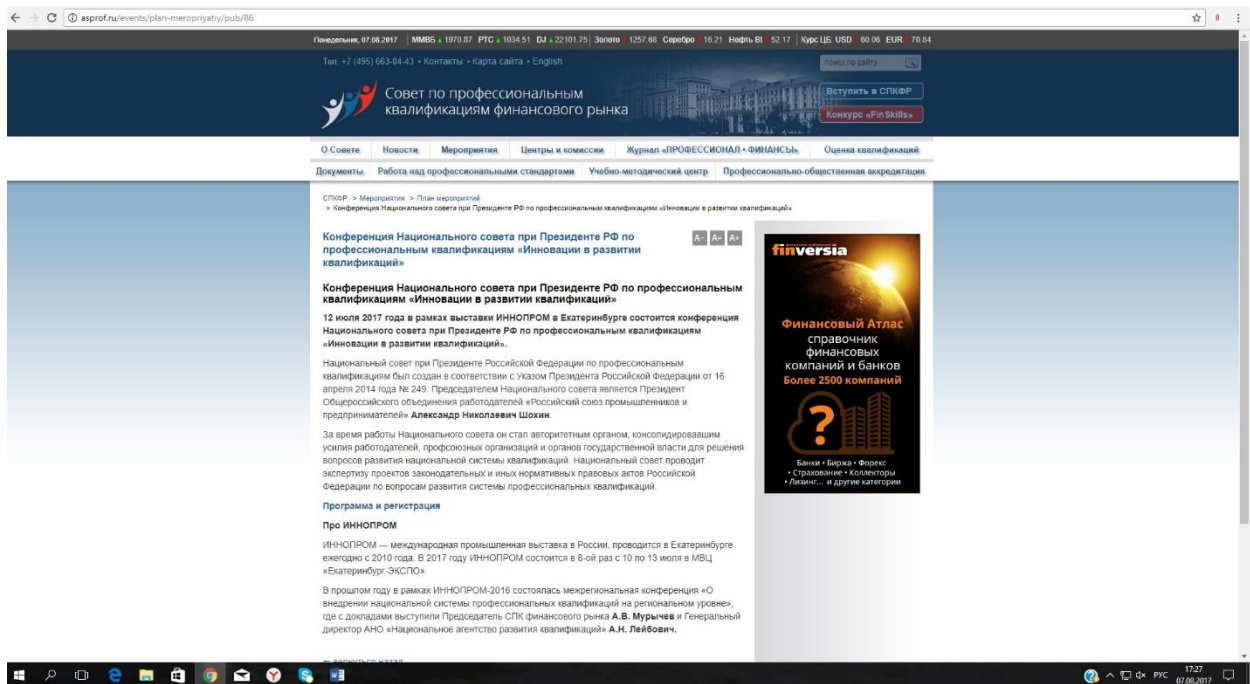 asprof.ru/events/plan-meropriyatiy/pub/86
Понедельник, 07.08.2017 ММВБ 1970.87 РТС 1034.51 DJ 22101.75 Золото 1257.68 Серебро 16.21 Нефть Bt 52.17 Курс ЦБ: USD 60.06 EUR 70.84
Тел. +7 (495) 663-04-43 • Контакты • Карта сайта • English
поиск по сайту
Совет по профессиональным
квалификациям финансового рынка
Вступить в СПКФР
Конкурс «FinSkills»
О Совете Новости Мероприятия Центры и комиссии Журнал «ПРОФЕССИОНАЛ • ФИНАНСЫ» Оценка квалификаций
Документы Работа над профессиональными стандартами Учебно-методический центр Профессионально-общественная аккредитация
СПКФР > Мероприятия > План мероприятий
> Конференция Национального совета при Президенте РФ по профессиональным квалификациям «Инновации в развитии квалификаций»
Конференция Национального совета при Президенте РФ по
профессиональным квалификациям «Инновации в развитии
квалификаций»
A- A= A+
Конференция Национального совета при Президенте РФ по профессиональным
квалификациям «Инновации в развитии квалификаций»
12 июля 2017 года в рамках выставки ИННОПРОМ в Екатеринбурге состоится конференция
Национального совета при Президенте РФ по профессиональным квалификациям
«Инновации в развитии квалификаций».
Национальный совет при Президенте Российской Федерации по профессиональным
квалификациям был создан в соответствии с Указом Президента Российской Федерации от 16
апреля 2014 года № 249. Председателем Национального совета является Президент
Общероссийского объединения работодателей «Российский союз промышленников и
предпринимателей» Александр Николаевич Шохин.
За время работы Национального совета он стал авторитетным органом, консолидировавшим
усилия работодателей, профсоюзных организаций и органов государственной власти для решения
вопросов развития национальной системы квалификаций. Национальный совет проводит
экспертизу проектов законодательных и иных нормативных правовых актов Российской
Федерации по вопросам развития системы профессиональных квалификаций.
Программа и регистрация
Про ИННОПРОМ
ИННОПРОМ — международная промышленная выставка в России, проводится в Екатеринбурге
ежегодно с 2010 года. В 2017 году ИННОПРОМ состоится в 8-ой раз с 10 по 13 июля в МВЦ
«Екатеринбург-ЭКСПО».
В прошлом году в рамках ИННОПРОМ-2016 состоялась межрегиональная конференция «О
внедрении национальной системы профессиональных квалификаций на региональном уровне»,
где с докладами выступили Председатель СПК финансового рынка А.В. Мурычев и Генеральный
директор АНО «Национальное агентство развития квалификаций» А.Н. Лейбович.
finversia
Финансовый Атлас
справочник
финансовых
компаний и банков
Более 2500 компаний
Банки • Биржа • Форекс
• Страхование • Коллекторы
• Лизинг... и другие категории
РУС
17:27
07.08.2017